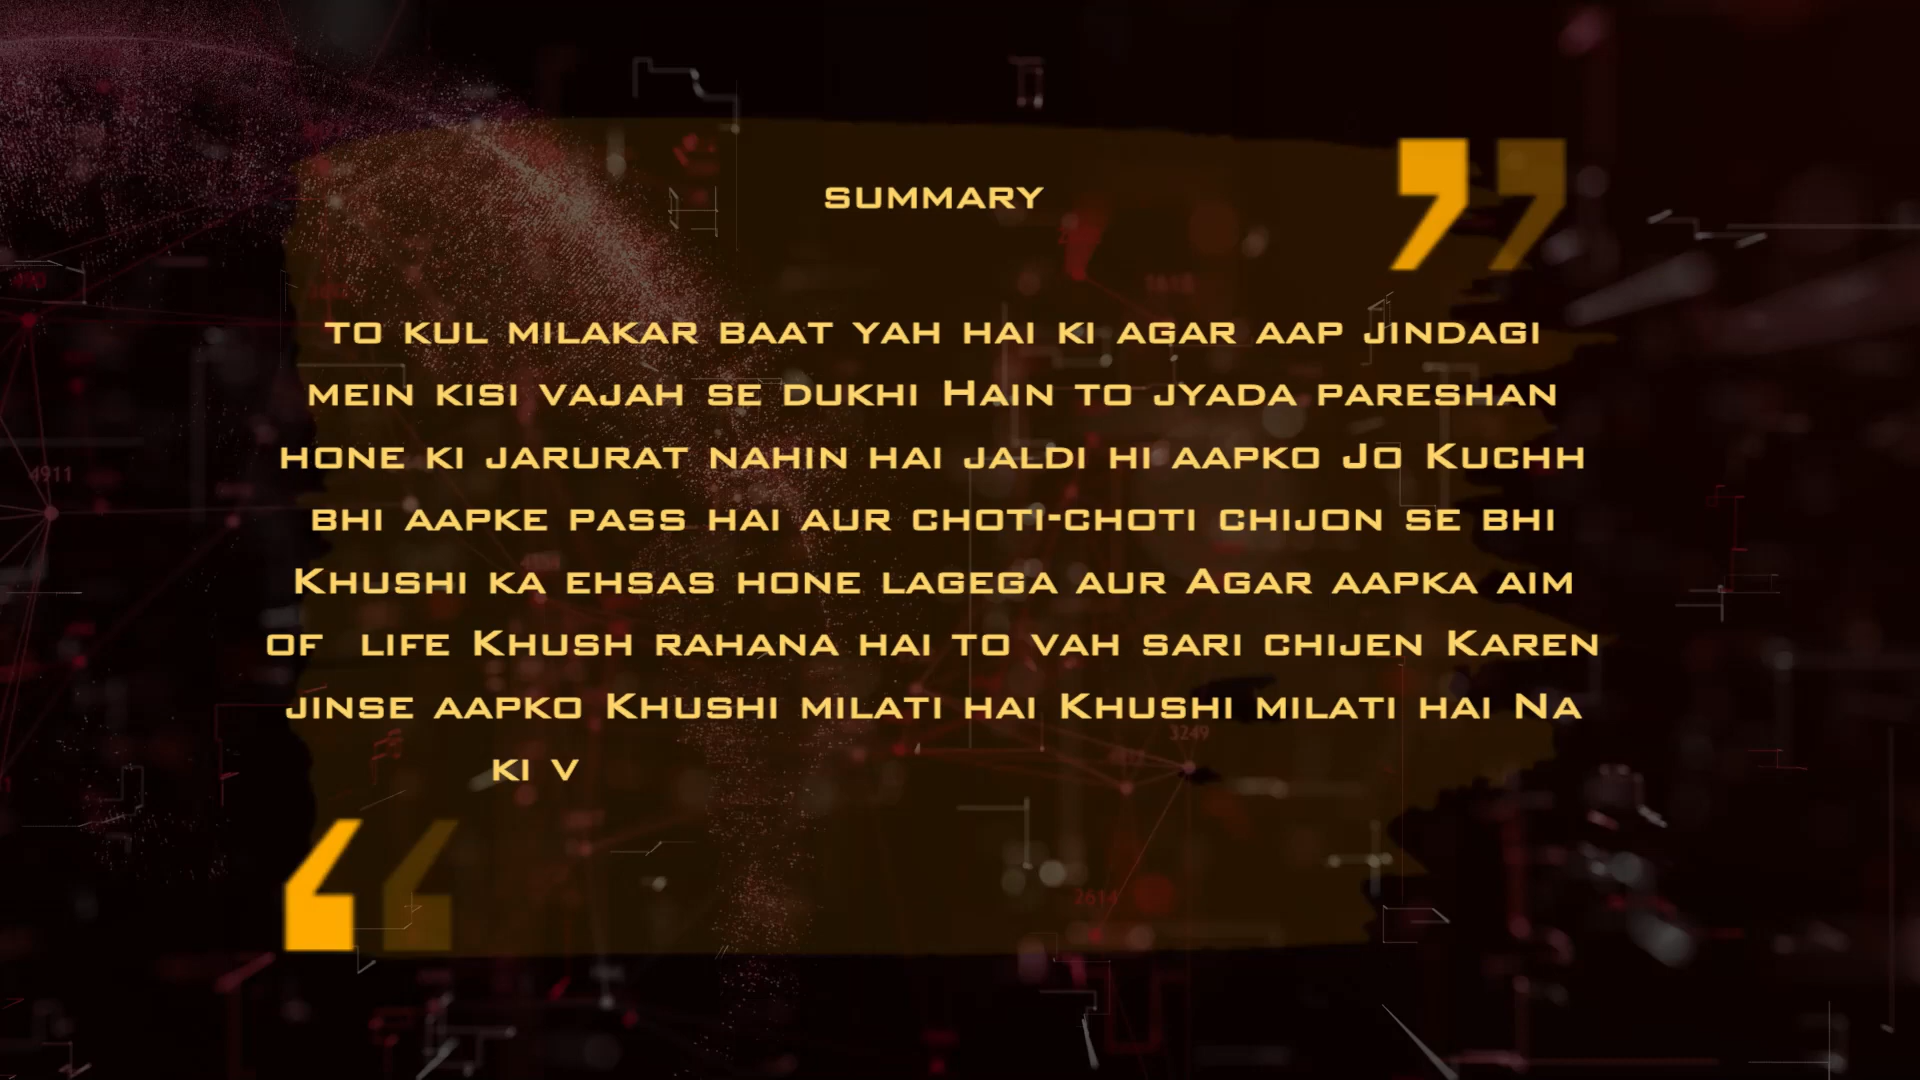 SUMMARY
TO KUL MILAKAR BAAT YAH HAI KI AGAR AAP JINDAGI
MEIN KISI VAJAH SE DUKHI HAIN TO JYADA PARESHAN
HONE KI JARURAT NAHIN HAI JALDI HI AAPKO JO KUCHH
BHI AAPKE PASS HAI AUR CHOTI-CHOTI CHIJON SE BHI
KHUSHI KA EHSAS HONE LAGEGA AUR AGAR AAPKA AIM
OF LIFE KHUSH RAHANA HAI TO VAH SARI CHIJEN KAREN
JINSE AAPKO KHUSHI MILATI HAI KHUSHI MILATI HAI NA
KI V
4911
3249
2614